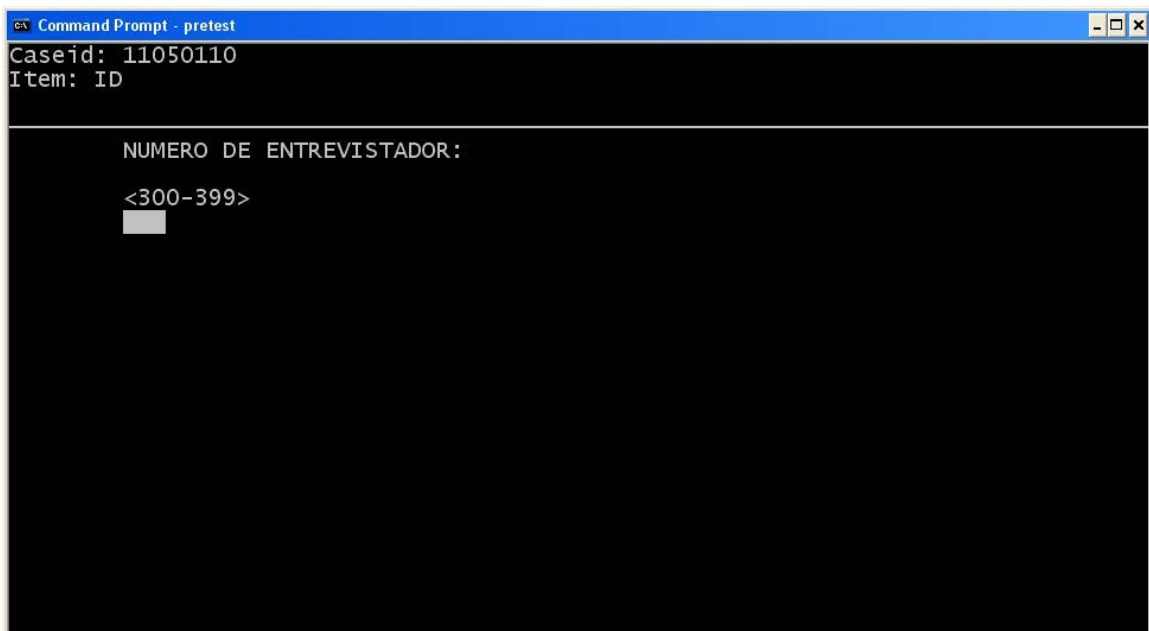 Command Prompt - pretest
Caseid: 11050110
Item: ID
NUMERO DE ENTREVISTADOR:
<300-399>